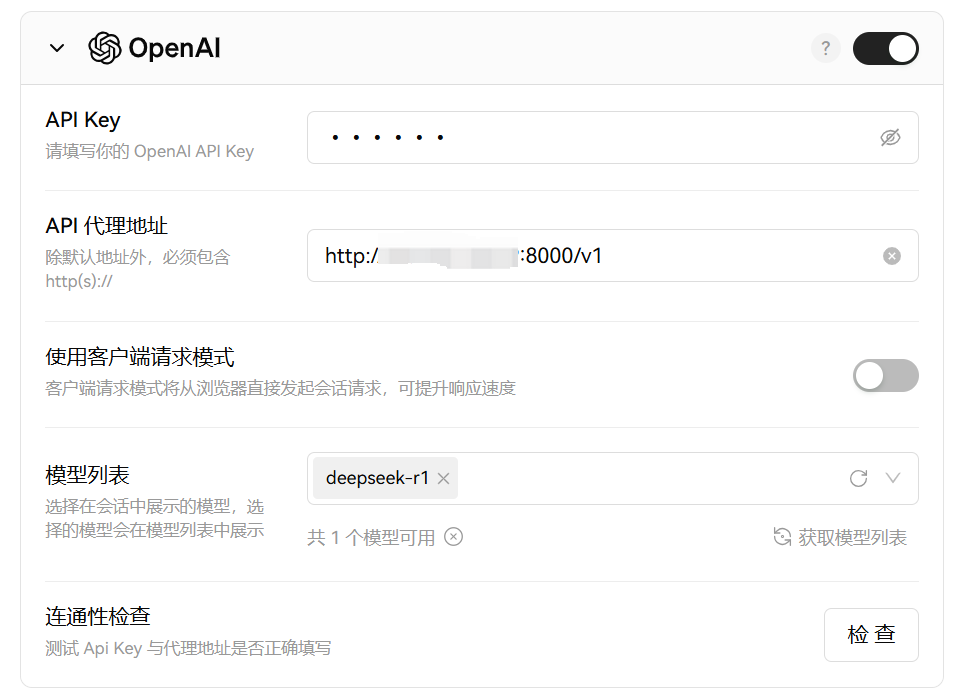 OpenAI
?
API Key
请填写你的 OpenAI API Key
API 代理地址
除默认地址外，必须包含
http(s)://
http:/
:8000/v1
使用客户端请求模式
客户端请求模式将从浏览器直接发起会话请求，可提升响应速度
模型列表
选择在会话中展示的模型，选
择的模型会在模型列表中展示
deepseek-r1
共 1 个模型可用
获取模型列表
连通性检查
测试 Api Key 与代理地址是否正确填写
检 查